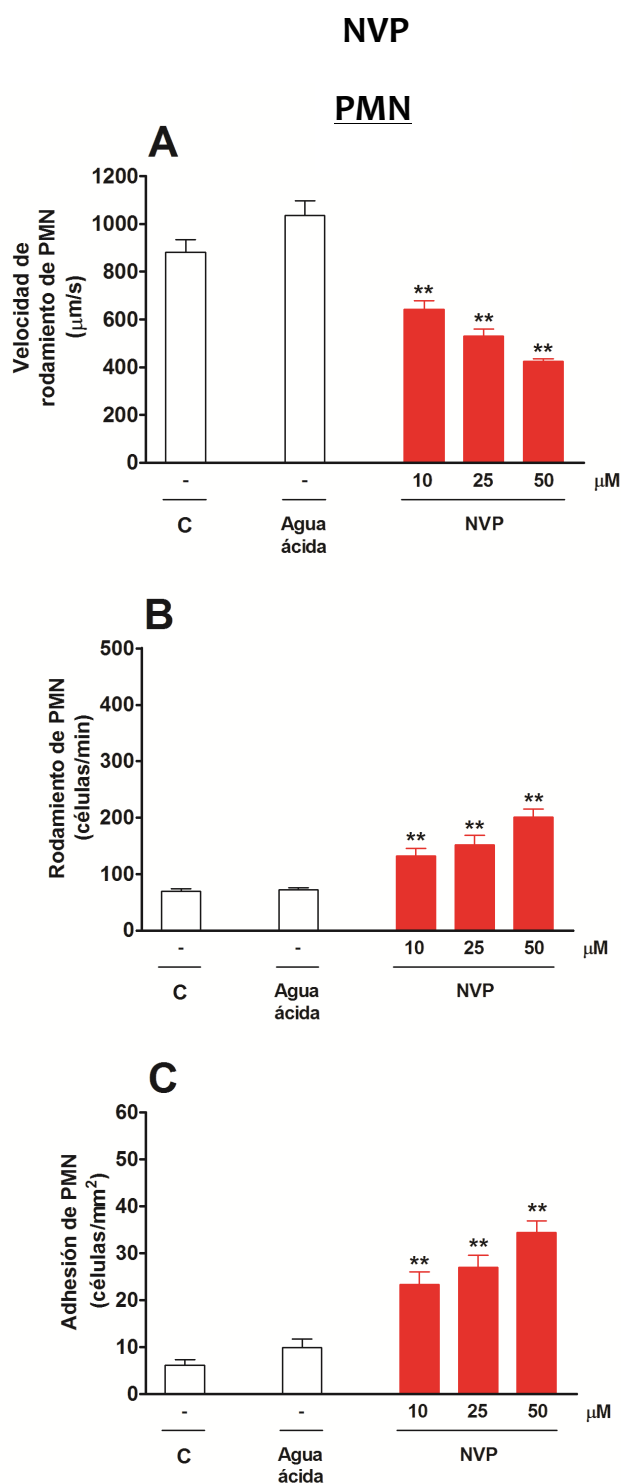 NVP
PMN
A
Velocidad de
rodamiento de PMN
(μm/s)
1200
1000
800
600
400
200
0
** ** **
- - 10 25 50 μM
C Agua ácida NVP
B
Rodamiento de PMN
(células/min)
500
400
300
200
100
0
** ** **
- - 10 25 50 μM
C Agua ácida NVP
C
Adhesión de PMN
(células/mm²)
60
50
40
30
20
10
0
** ** **
- - 10 25 50 μM
C Agua ácida NVP